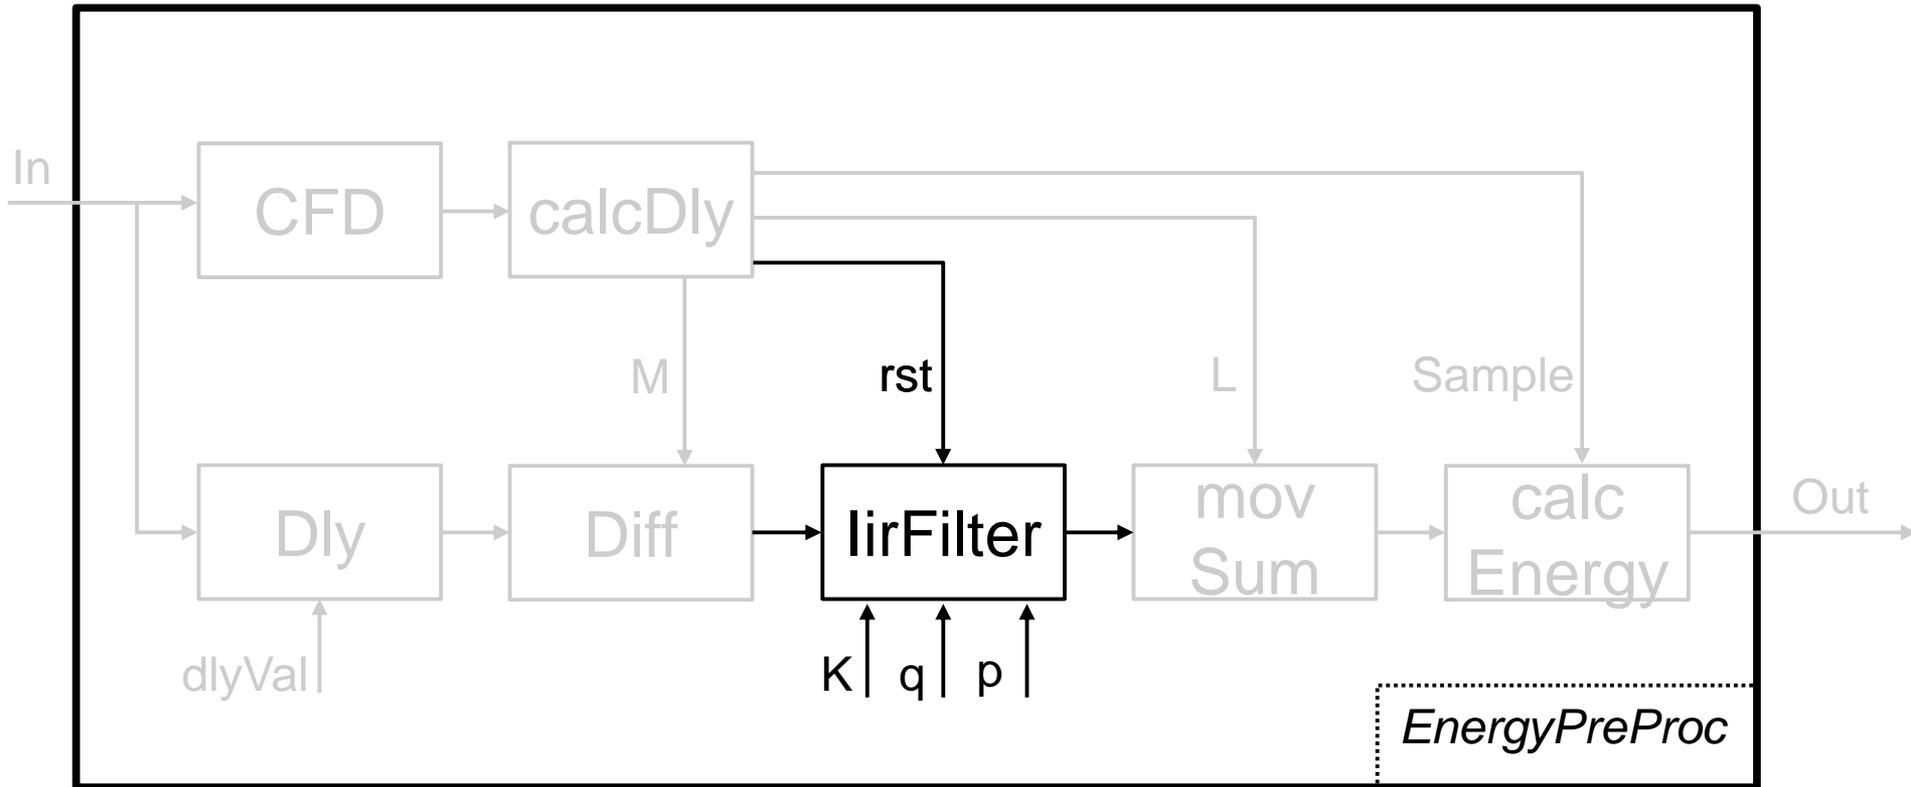 In
CFD
calcDly
M
rst
L
Sample
Dly
Diff
IirFilter
mov
Sum
calc
Energy
Out
dlyVal
K
q
p
EnergyPreProc